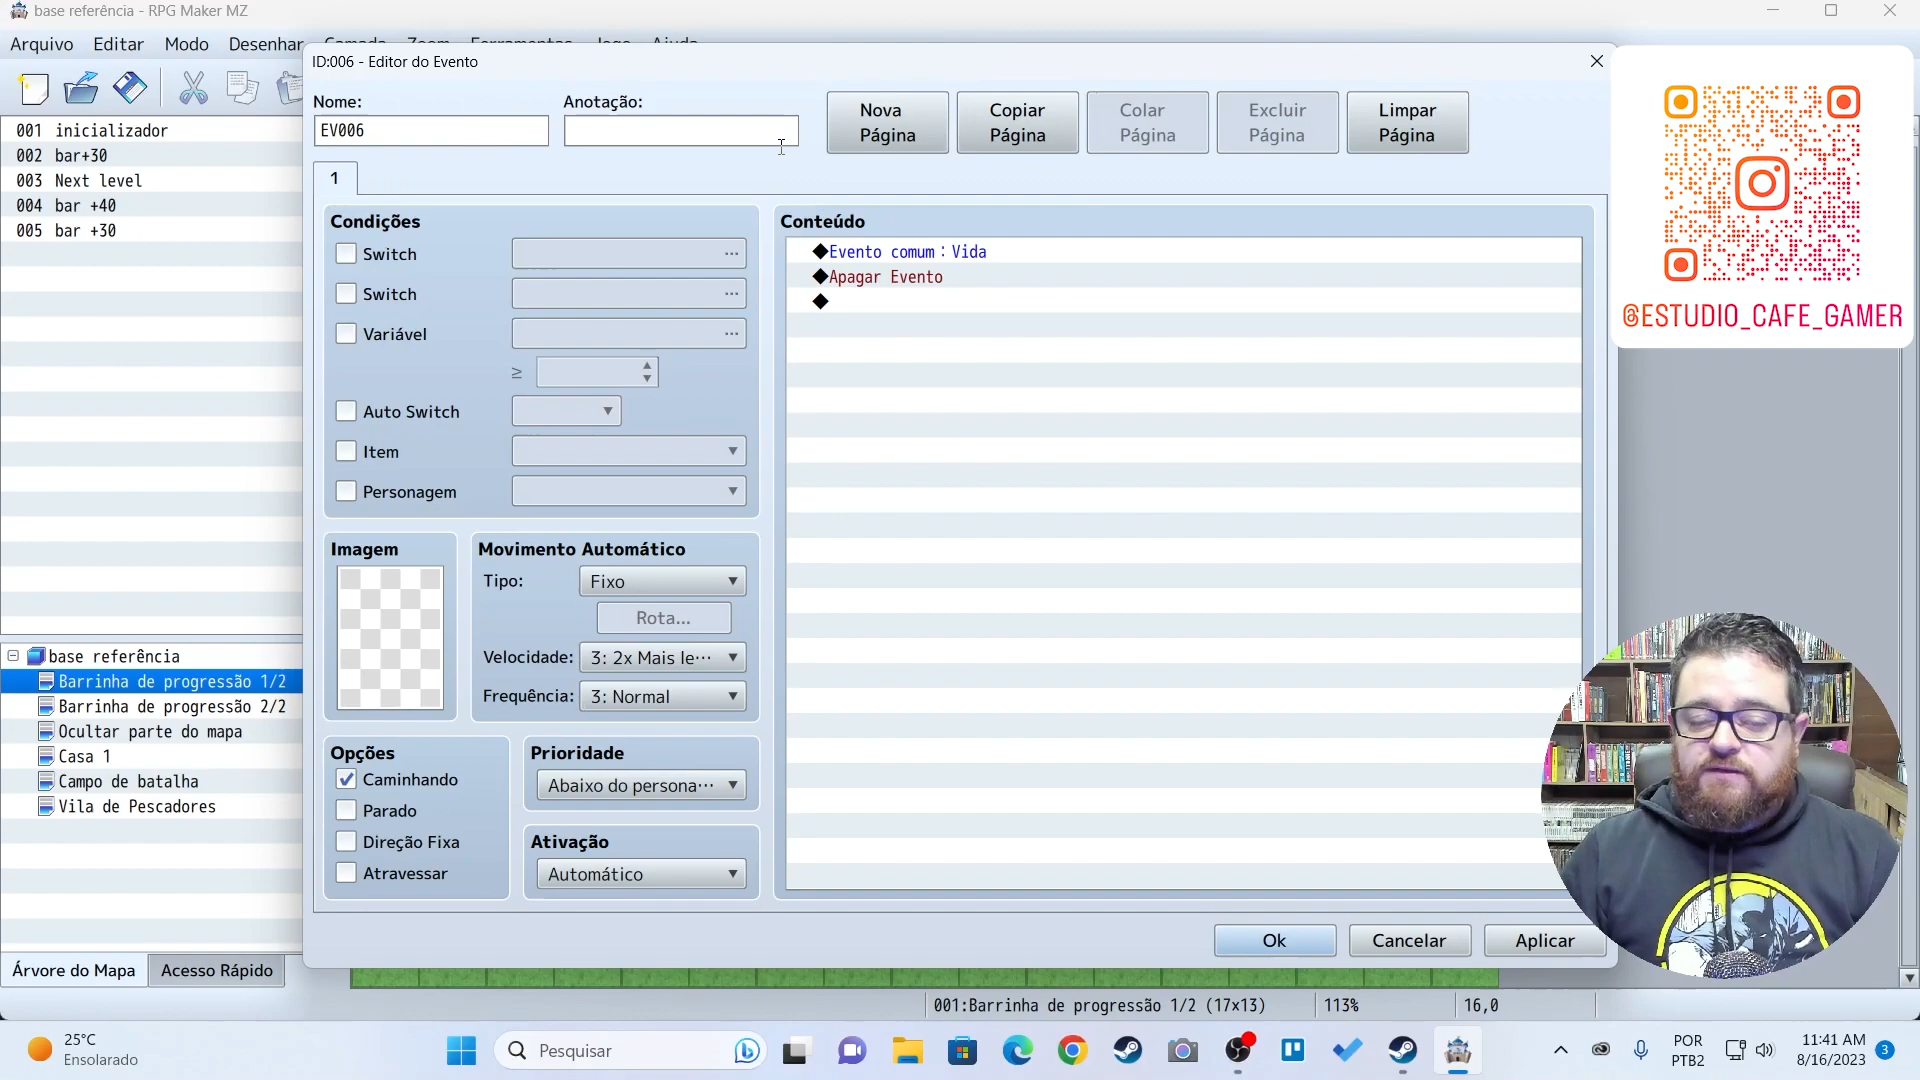 base referência - RPG Maker MZ
Arquivo Editar Modo Desenhar Camada Zoom Ferramentas Jogo Ajuda
ID:006 - Editor do Evento
Nome:
EV006
Anotação:
Nova Página
Copiar Página
Colar Página
Excluir Página
Limpar Página
001 inicializador
002 bar+30
003 Next level
004 bar +40
005 bar +30
1
Condições
Switch ...
Switch ...
Variável ...
≥
Auto Switch
Item
Personagem
Imagem
Movimento Automático
Tipo: Fixo
Rota...
Velocidade: 3: 2x Mais le...
Frequência: 3: Normal
Opções
Caminhando
Parado
Direção Fixa
Atravessar
Prioridade
Abaixo do persona...
Ativação
Automático
Conteúdo
◆Evento comum：Vida
◆Apagar Evento
◆
Ok
Cancelar
Aplicar
@ESTUDIO_CAFE_GAMER
base referência
Barrinha de progressão 1/2
Barrinha de progressão 2/2
Ocultar parte do mapa
Casa 1
Campo de batalha
Vila de Pescadores
Árvore do Mapa
Acesso Rápido
001:Barrinha de progressão 1/2 (17x13)
113%
16,0
25°C
Ensolarado
Pesquisar
POR
PTB2
11:41 AM
8/16/2023
3